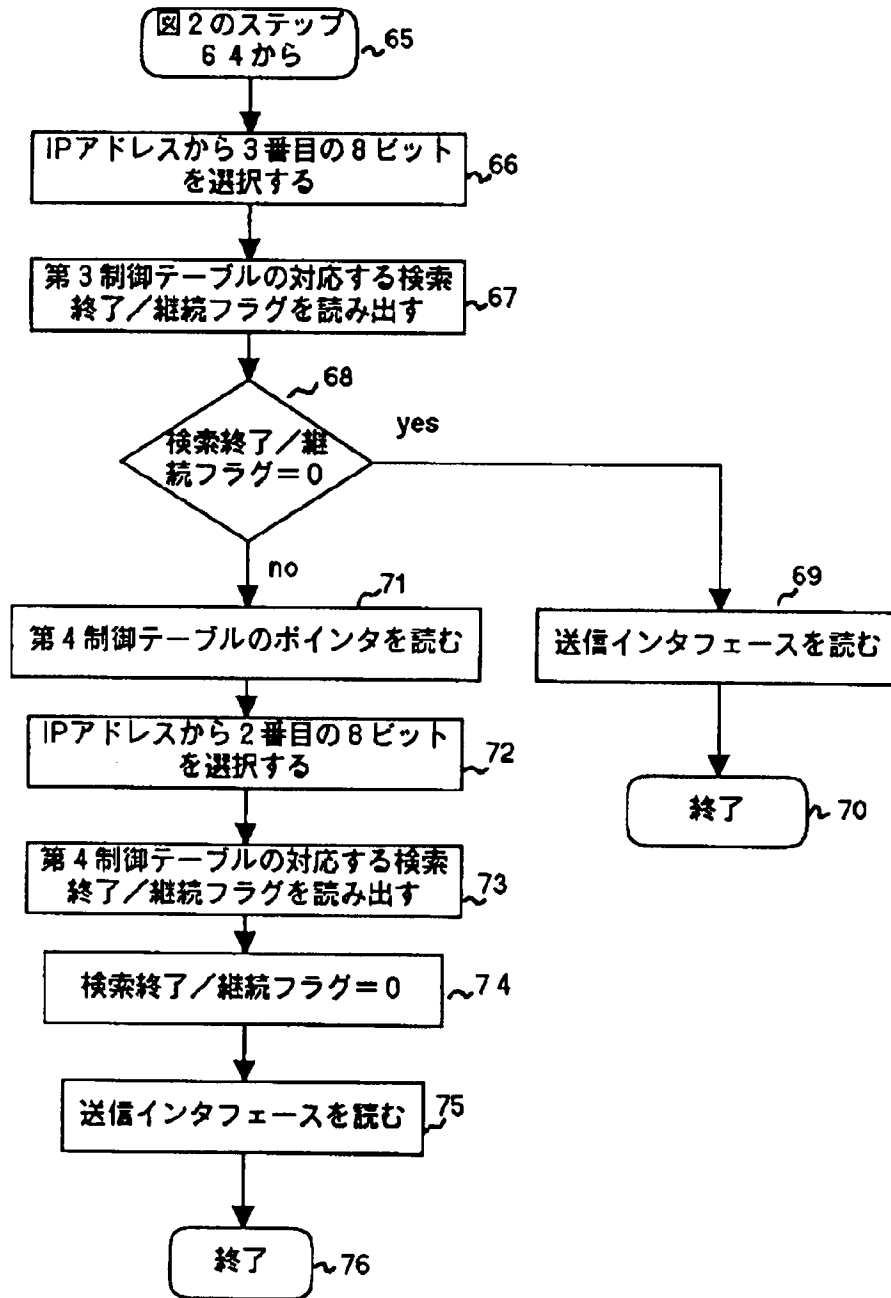 図2のステップ
64から
65
IPアドレスから3番目の8ビット
を選択する
66
第3制御テーブルの対応する検索
終了/継続フラグを読み出す
67
68
検索終了/継
続フラグ=0
yes
no
71
第4制御テーブルのポインタを読む
69
送信インタフェースを読む
IPアドレスから2番目の8ビット
を選択する
72
終了
70
第4制御テーブルの対応する検索
終了/継続フラグを読み出す
73
検索終了/継続フラグ=0
74
送信インタフェースを読む
75
終了
76